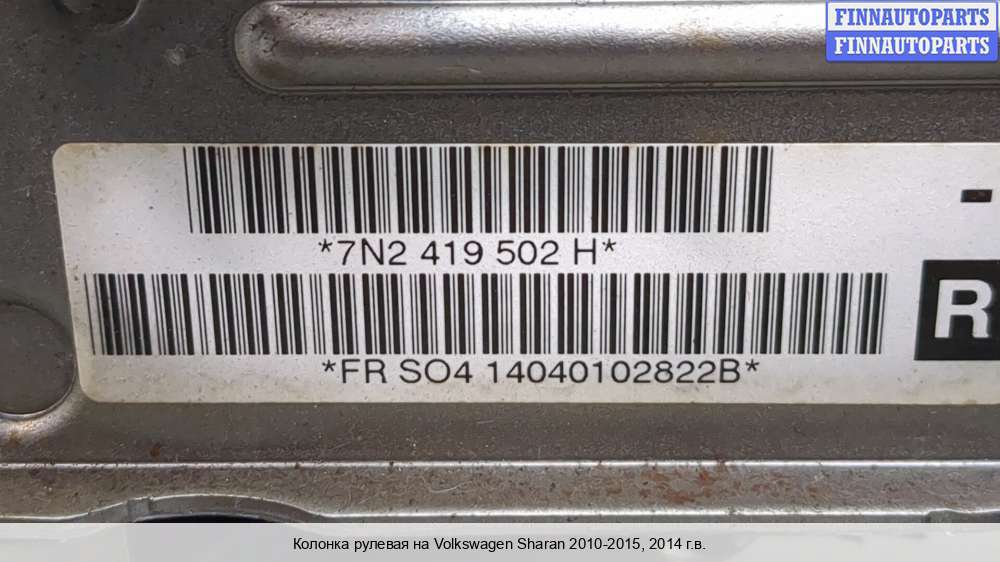 FINNAUTOPARTS
FINNAUTOPARTS
*7N2 419 502 H*
R
*FR SO4 14040102822B*
Колонка рулевая на Volkswagen Sharan 2010-2015, 2014 г.в.